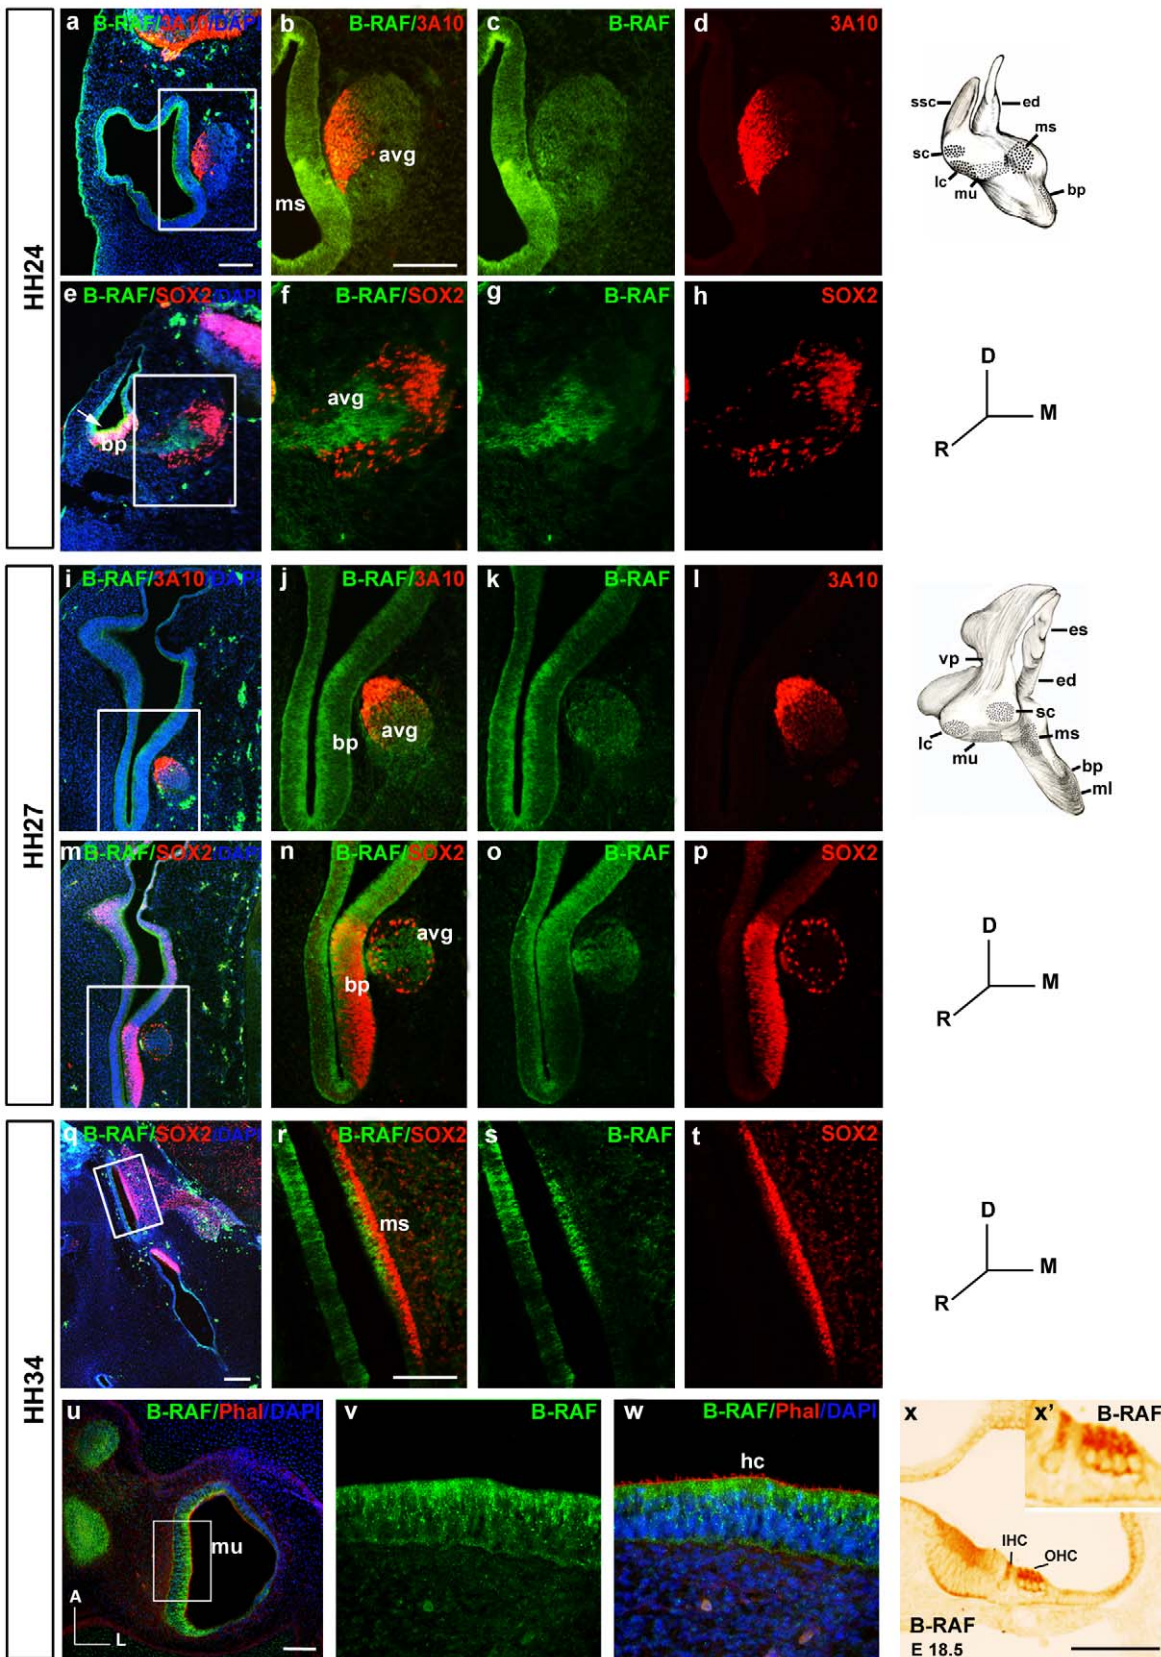 HH24
a B-RAF/3A10/DAPI
b B-RAF/3A10
avg
ms
c B-RAF
d 3A10
ssc
ed
ms
sc
lc
mu
bp
e B-RAF/SOX2/DAPI
bp
f B-RAF/SOX2
avg
g B-RAF
h SOX2
D
M
R
HH27
i B-RAF/3A10/DAPI
j B-RAF/3A10
bp
avg
k B-RAF
l 3A10
es
vp
ed
sc
lc
ms
mu
bp
ml
m B-RAF/SOX2/DAPI
n B-RAF/SOX2
avg
bp
o B-RAF
p SOX2
D
M
R
HH34
q B-RAF/SOX2/DAPI
r B-RAF/SOX2
ms
s B-RAF
t SOX2
D
M
R
u B-RAF/Phal/DAPI
mu
A
L
v B-RAF
w B-RAF/Phal/DAPI
hc
x x' B-RAF
IHC
OHC
B-RAF
E 18.5